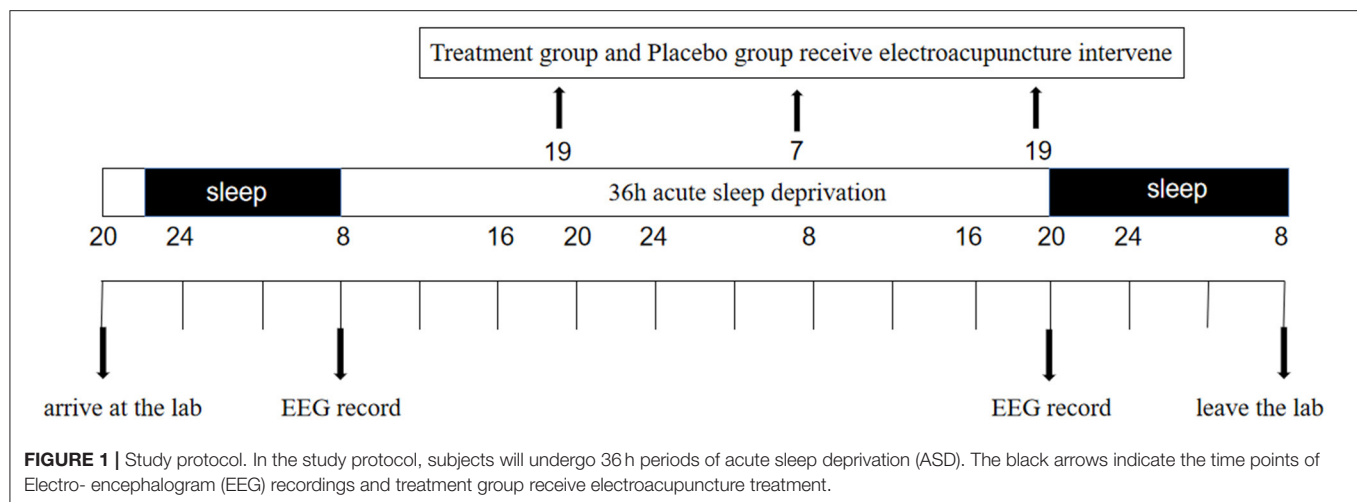 Treatment group and Placebo group receive electroacupuncture intervene
19 7 19
sleep 36h acute sleep deprivation sleep
20 24 8 16 20 24 8 16 20 24 8
arrive at the lab EEG record EEG record leave the lab
FIGURE 1 | Study protocol. In the study protocol, subjects will undergo 36 h periods of acute sleep deprivation (ASD). The black arrows indicate the time points of
Electro- encephalogram (EEG) recordings and treatment group receive electroacupuncture treatment.